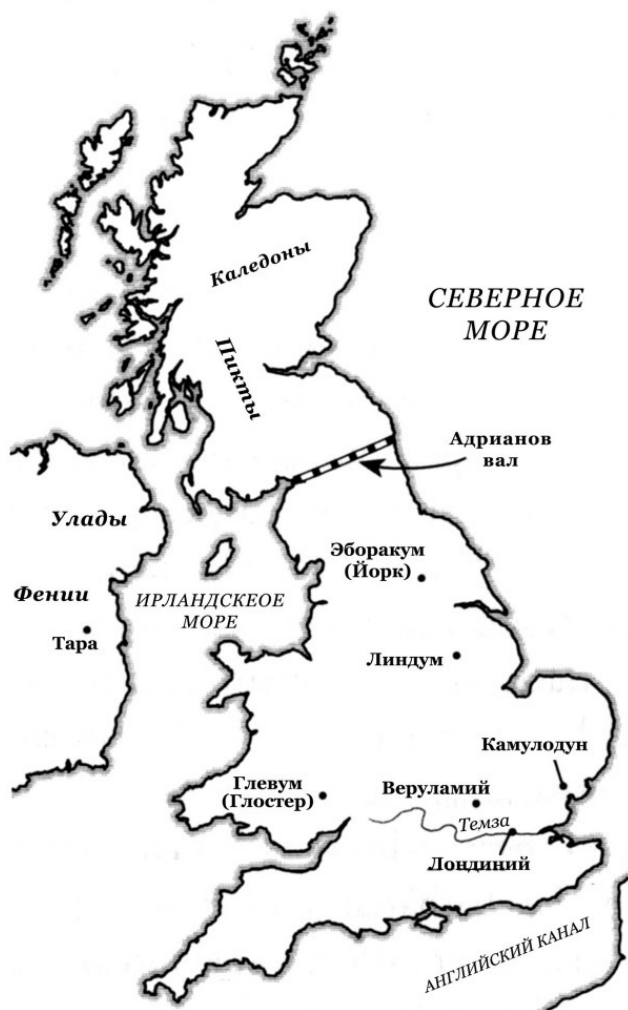 Каледоны
СЕВЕРНОЕ
МОРЕ
Пикты
Адрианов
вал
Улады
Эборакум
(Йорк)
Фении
ИРЛАНДСКЕОЕ
МОРЕ
Тара
Линдум
Камулодун
Глевум
(Глостер)
Веруламий
Темза
Лондиний
АНГЛИЙСКИЙ КАНАЛ